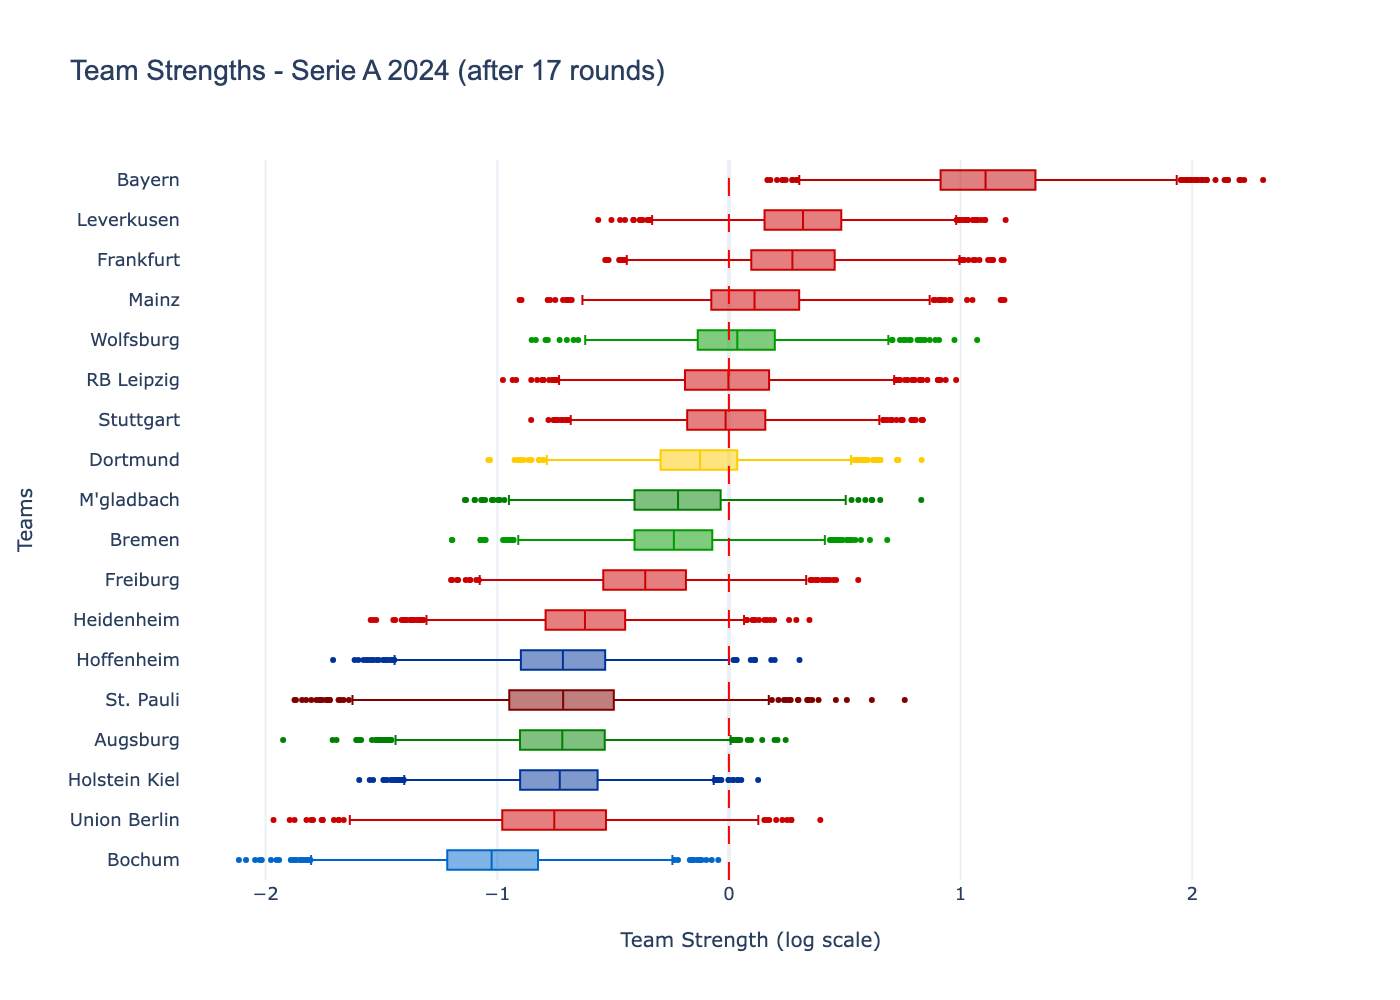 Team Strengths - Serie A 2024 (after 17 rounds)
Teams
Bayern
Leverkusen
Frankfurt
Mainz
Wolfsburg
RB Leipzig
Stuttgart
Dortmund
M'gladbach
Bremen
Freiburg
Heidenheim
Hoffenheim
St. Pauli
Augsburg
Holstein Kiel
Union Berlin
Bochum
−2 −1 0 1 2
Team Strength (log scale)